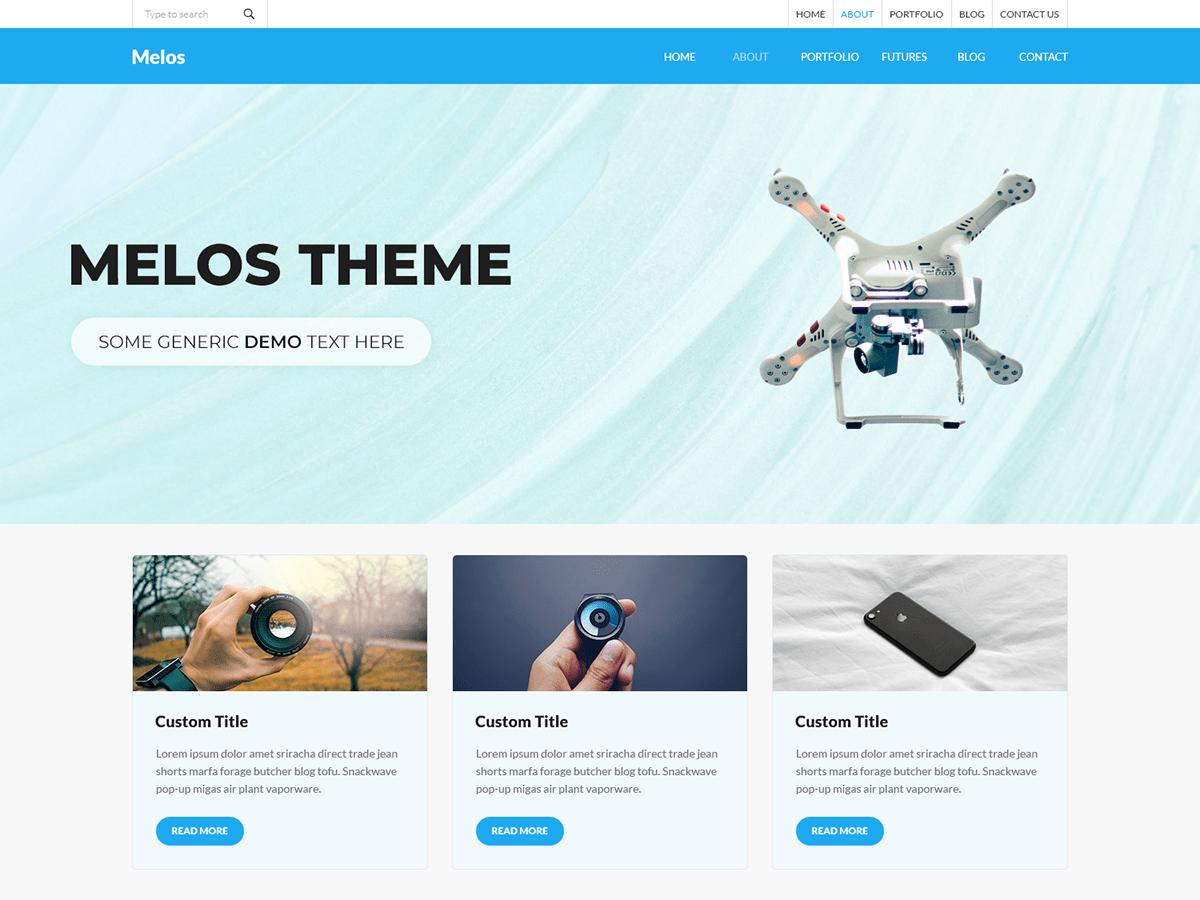 Type to search
HOME ABOUT PORTFOLIO BLOG CONTACT US
Melos
HOME ABOUT PORTFOLIO FUTURES BLOG CONTACT
MELOS THEME
SOME GENERIC DEMO TEXT HERE
Custom Title
Lorem ipsum dolor amet sriracha direct trade jean
shorts marfa forage butcher blog tofu. Snackwave
pop-up migas air plant vaporware.
READ MORE
Custom Title
Lorem ipsum dolor amet sriracha direct trade jean
shorts marfa forage butcher blog tofu. Snackwave
pop-up migas air plant vaporware.
READ MORE
Custom Title
Lorem ipsum dolor amet sriracha direct trade jean
shorts marfa forage butcher blog tofu. Snackwave
pop-up migas air plant vaporware.
READ MORE